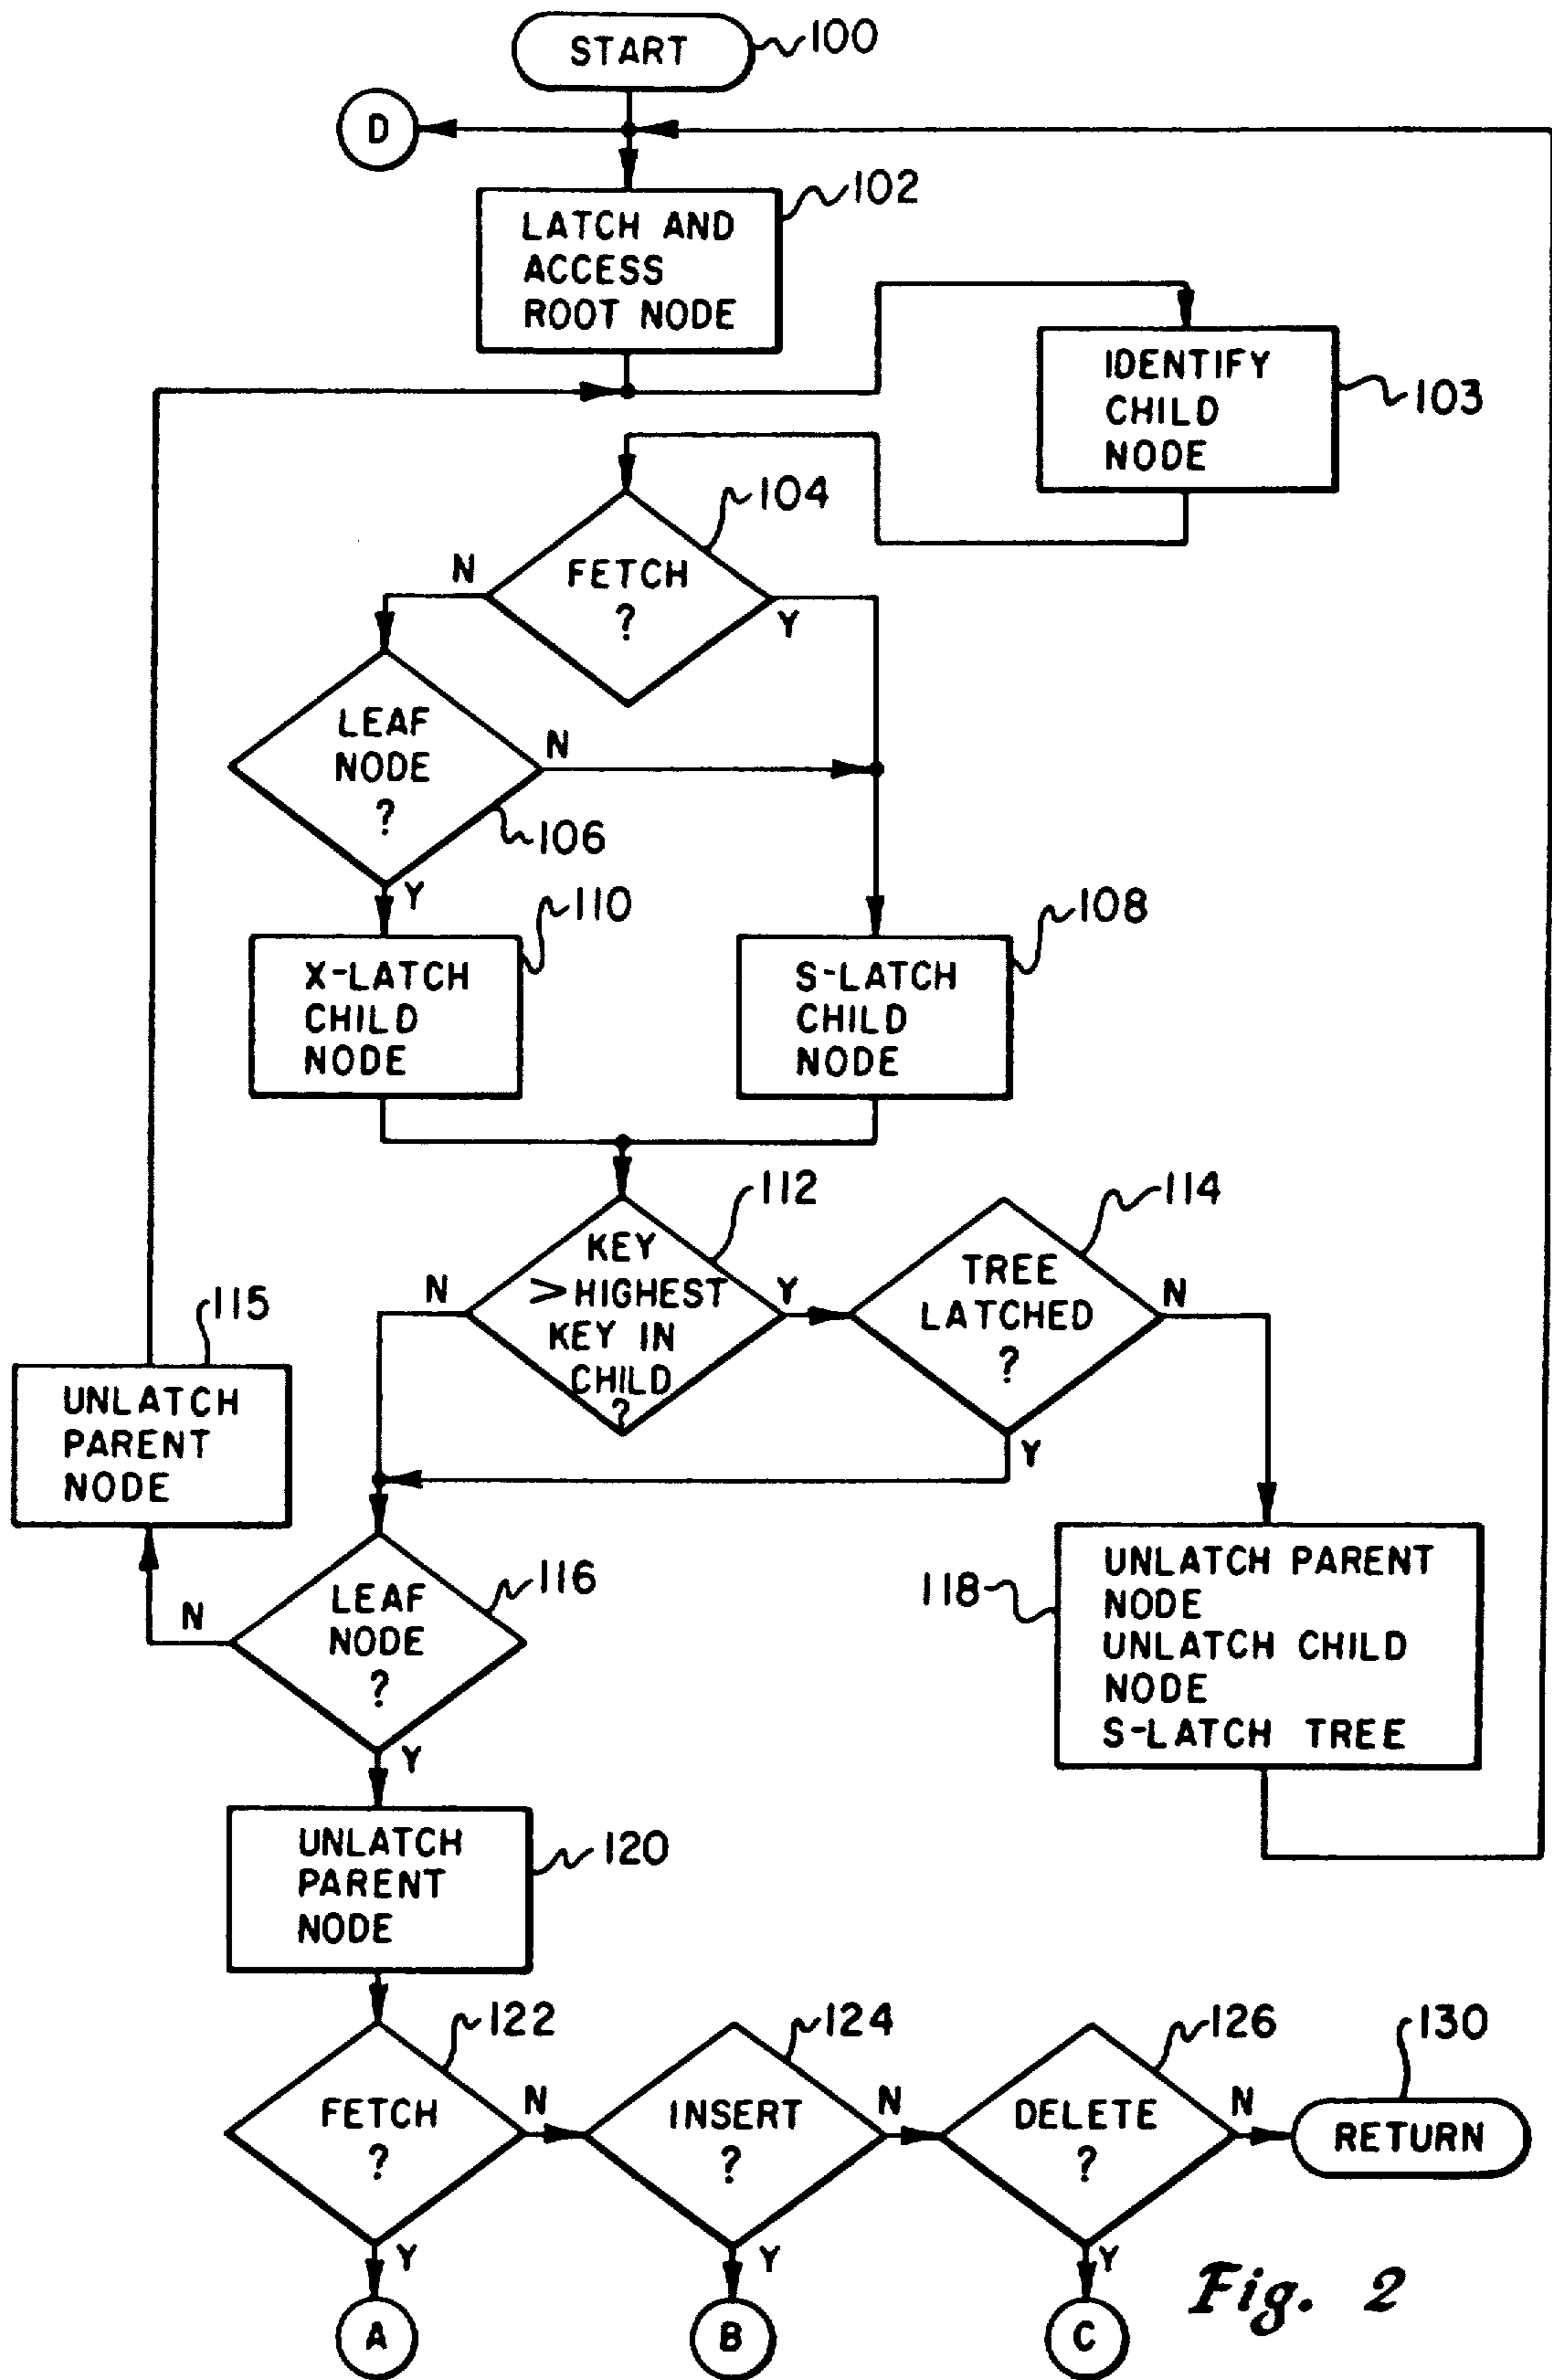 START
100
D
102
LATCH AND
ACCESS
ROOT NODE
IDENTIFY
CHILD
NODE
103
104
FETCH
?
N
Y
LEAF
NODE
?
N
106
Y
110
108
X-LATCH
CHILD
NODE
S-LATCH
CHILD
NODE
112
114
KEY
>HIGHEST
KEY IN
CHILD
?
N
Y
TREE
LATCHED
?
N
Y
115
UNLATCH
PARENT
NODE
116
LEAF
NODE
?
N
Y
118
UNLATCH PARENT
NODE
UNLATCH CHILD
NODE
S-LATCH TREE
UNLATCH
PARENT
NODE
120
122
124
126
130
FETCH
?
N
Y
INSERT
?
N
Y
DELETE
?
N
Y
RETURN
A
B
C
Fig. 2